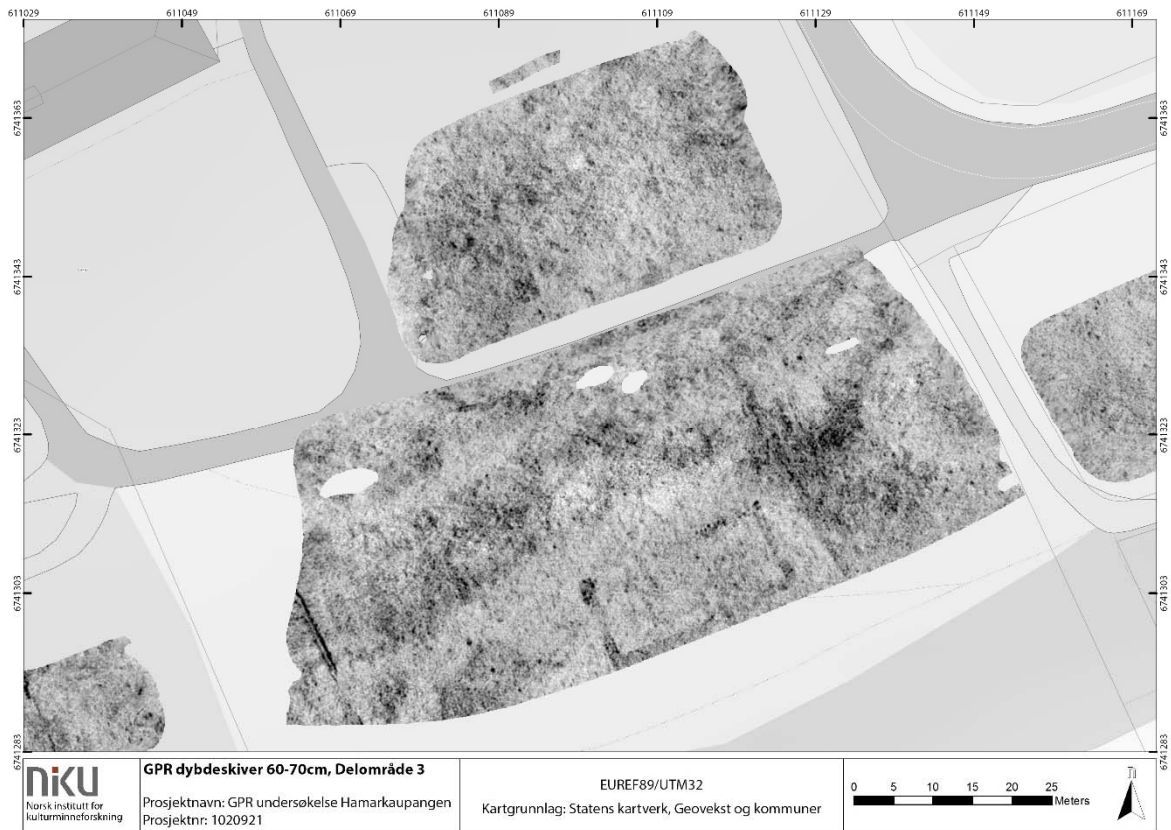 611029 611049 611069 611089 611109 611129 611149 611169
6741363 6741363
6741343 6741343
6741323 6741323
6741303 6741303
6741283 6741283
NIKU
Norsk institutt for
kulturminneforskning
GPR dybdeskiver 60-70cm, Delområde 3
Prosjektnavn: GPR undersøkelse Hamarkaupangen
Prosjektnr: 1020921
EUREF89/UTM32
Kartgrunnlag: Statens kartverk, Geovekst og kommuner
0 5 10 15 20 25
Meters